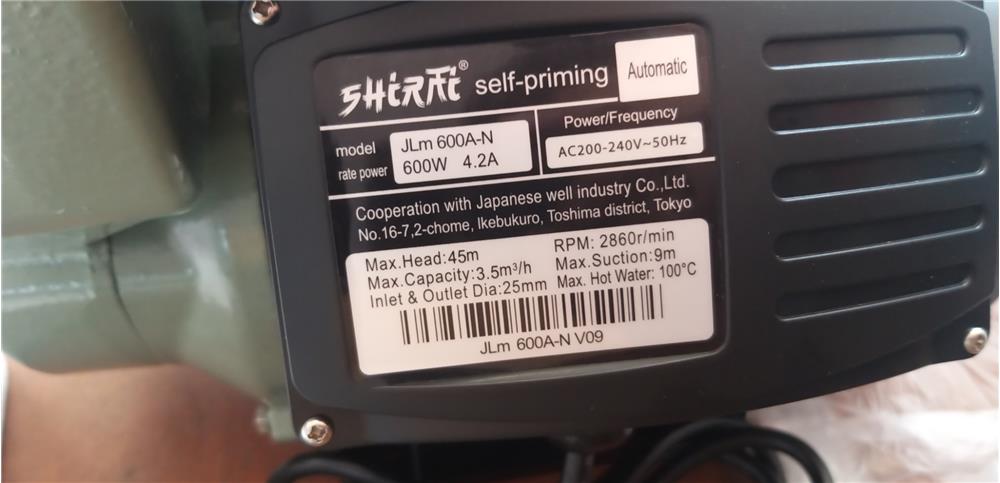 SHIRAI® self-priming Automatic
model JLm 600A-N
rate power 600W 4.2A
Power/Frequency
AC200-240V~50Hz
Cooperation with Japanese well industry Co.,Ltd.
No.16-7,2-chome, Ikebukuro, Toshima district, Tokyo
Max.Head:45m
Max.Capacity:3.5m³/h
Inlet & Outlet Dia:25mm
RPM: 2860r/min
Max.Suction:9m
Max. Hot Water: 100°C
JLm 600A-N V09